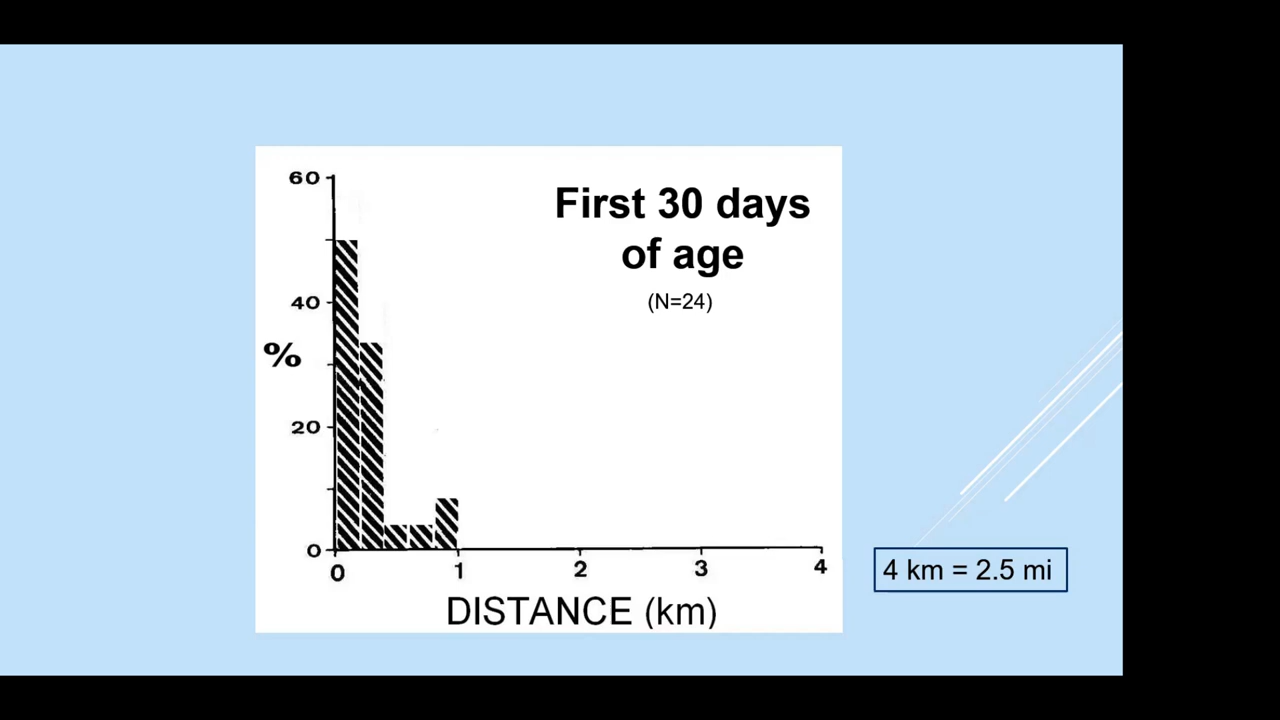 First 30 days
of age
(N=24)
60
40
%
20
0
0 1 2 3 4
DISTANCE (km)
4 km = 2.5 mi